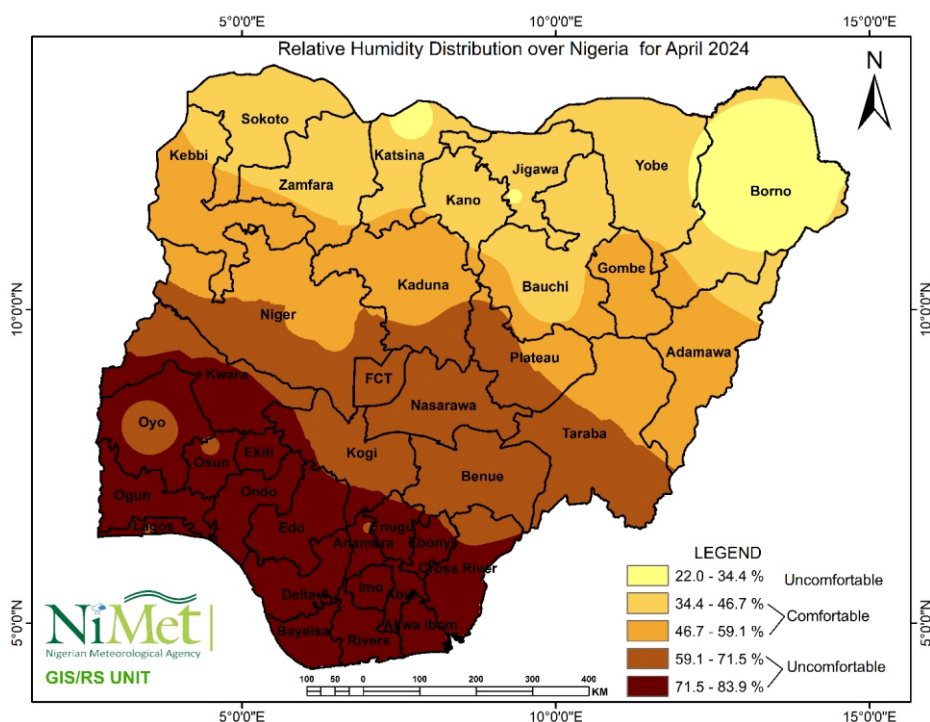 5°0'0"E
10°0'0"E
15°0'0"E
Relative Humidity Distribution over Nigeria for April 2024
N
Sokoto
Kebbi
Katsina
Jigawa
Yobe
Zamfara
Kano
Borno
Gombe
Bauchi
Kaduna
10°0'0"N
10°0'0"N
Niger
Adamawa
Plateau
Kwara
FCT
Nasarawa
Oyo
Taraba
Kogi
Osun
Ekiti
Benue
Ogun
Ondo
Lagos
Edo
Enugu
Anamara
Ebonyi
Cross River
Imo
Abia
Delta
Bayelsa
Rivers
Akwa Ibom
LEGEND
22.0 - 34.4 % Uncomfortable
34.4 - 46.7 %
Comfortable
46.7 - 59.1 %
59.1 - 71.5 %
Uncomfortable
71.5 - 83.9 %
5°0'0"N
5°0'0"N
NiMet
Nigerian Meteorological Agency
GIS/RS UNIT
100 50 0 100 200 300 400
KM
5°0'0"E
10°0'0"E
15°0'0"E